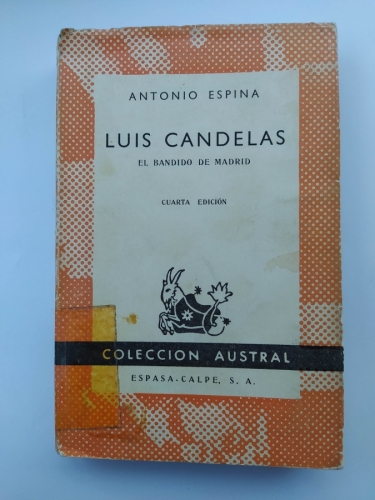 ANTONIO ESPINA
LUIS CANDELAS
EL BANDIDO DE MADRID
CUARTA EDICIÓN
COLECCION AUSTRAL
ESPASA-CALPE, S. A.